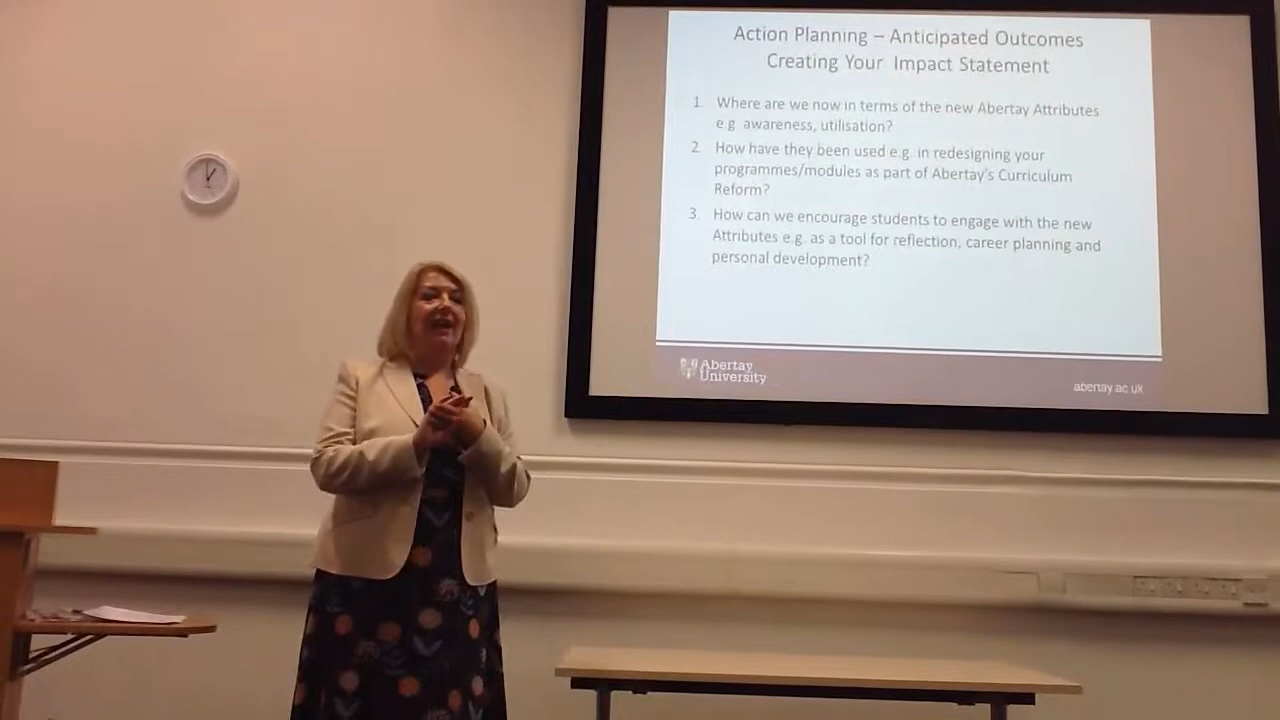 Action Planning – Anticipated Outcomes
Creating Your Impact Statement
1. Where are we now in terms of the new Abertay Attributes
e.g. awareness, utilisation?
2. How have they been used e.g. in redesigning your
programmes/modules as part of Abertay's Curriculum
Reform?
3. How can we encourage students to engage with the new
Attributes e.g. as a tool for reflection, career planning and
personal development?
Abertay
University
abertay.ac.uk